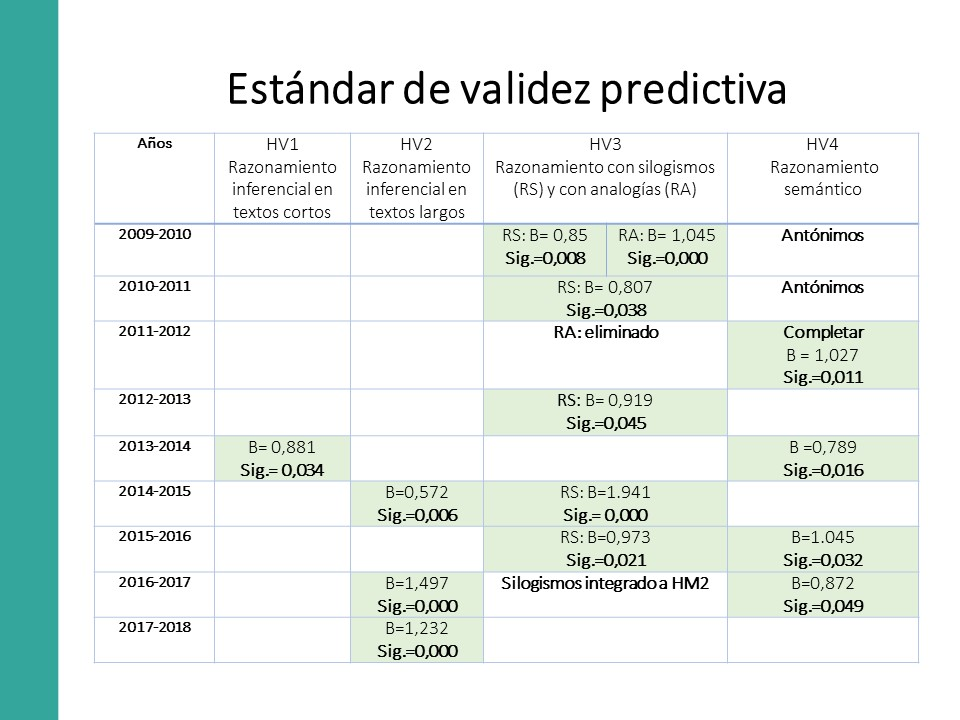 Estándar de validez predictiva
Años
HV1
Razonamiento
inferencial en
textos cortos
HV2
Razonamiento
inferencial en
textos largos
HV3
Razonamiento con silogismos
(RS) y con analogías (RA)
HV4
Razonamiento
semántico
2009-2010
RS: B= 0,85
Sig.=0,008
RA: B= 1,045
Sig.=0,000
Antónimos
2010-2011
RS: B= 0,807
Sig.=0,038
Antónimos
2011-2012
RA: eliminado
Completar
B = 1,027
Sig.=0,011
2012-2013
RS: B= 0,919
Sig.=0,045
2013-2014
B= 0,881
Sig.= 0,034
B =0,789
Sig.=0,016
2014-2015
B=0,572
Sig.=0,006
RS: B=1.941
Sig.= 0,000
2015-2016
RS: B=0,973
Sig.=0,021
B=1.045
Sig.=0,032
2016-2017
B=1,497
Sig.=0,000
Silogismos integrado a HM2
B=0,872
Sig.=0,049
2017-2018
B=1,232
Sig.=0,000